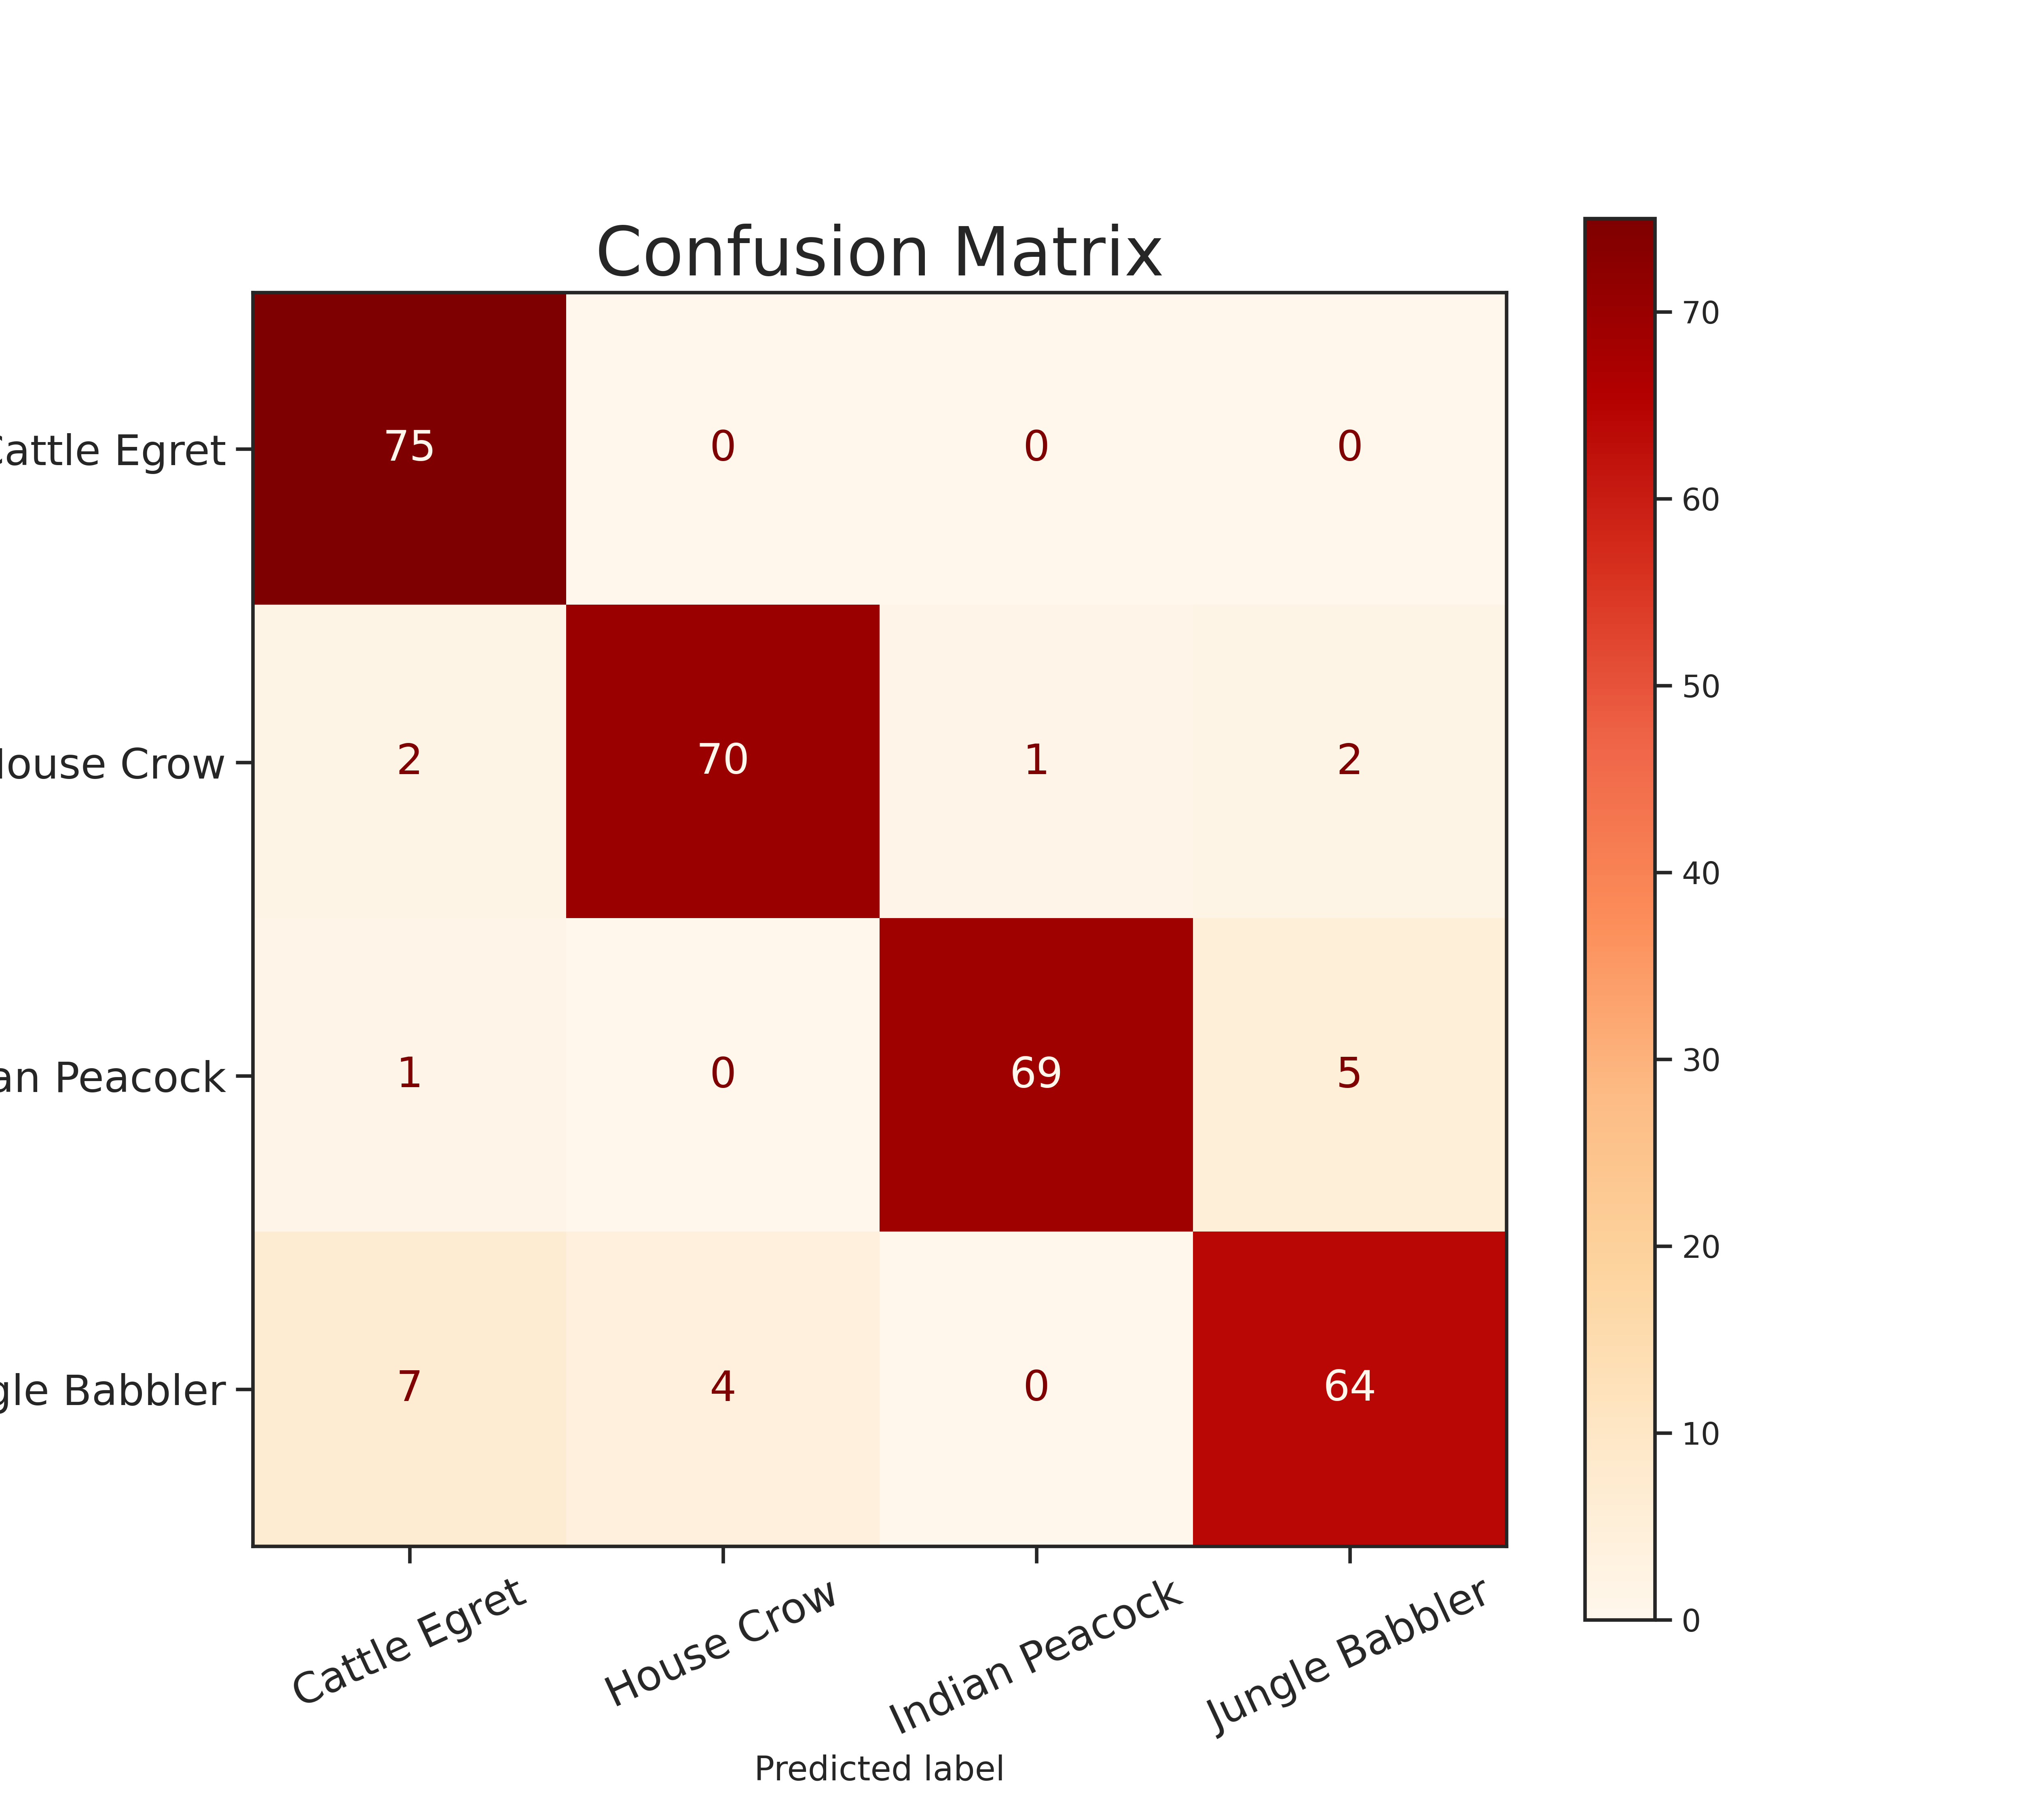 Confusion Matrix
Cattle Egret 75 0 0 0
House Crow 2 70 1 2
an Peacock 1 0 69 5
gle Babbler 7 4 0 64
Cattle Egret House Crow Indian Peacock Jungle Babbler
Predicted label
70
60
50
40
30
20
10
0